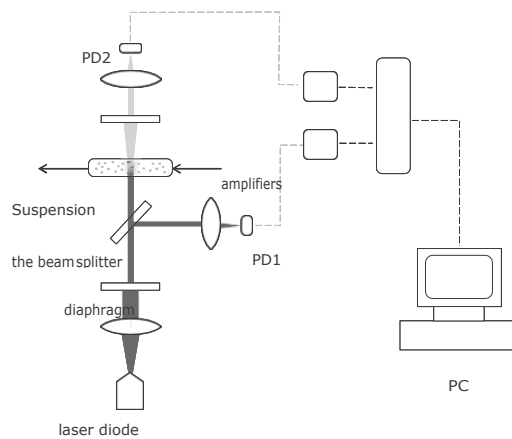 PD2
amplifiers
Suspension
the beamsplitter
PD1
diaphragm
PC
laser diode